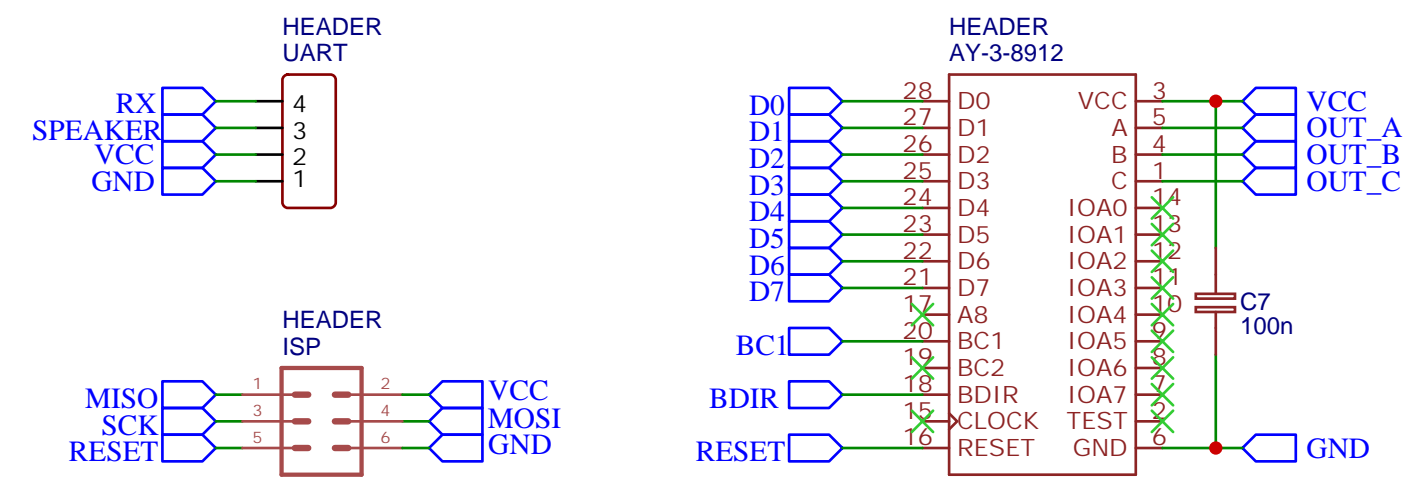 HEADER
UART
RX
4
SPEAKER
3
VCC
2
GND
1
HEADER
ISP
MISO
1
2
VCC
SCK
3
4
MOSI
RESET
5
6
GND
HEADER
AY-3-8912
D0 28 D0 VCC 3 VCC
D1 27 D1 A 5 OUT_A
D2 26 D2 B 4 OUT_B
D3 25 D3 C 1 OUT_C
D4 24 D4 IOA0 14
D5 23 D5 IOA1 13
D6 22 D6 IOA2 12
D7 21 D7 IOA3 11
17 A8 IOA4 10
BC1 20 BC1 IOA5 9
19 BC2 IOA6 8
BDIR 18 BDIR IOA7 7
15 CLOCK TEST 2
RESET 16 RESET GND 6 GND
C7
100n